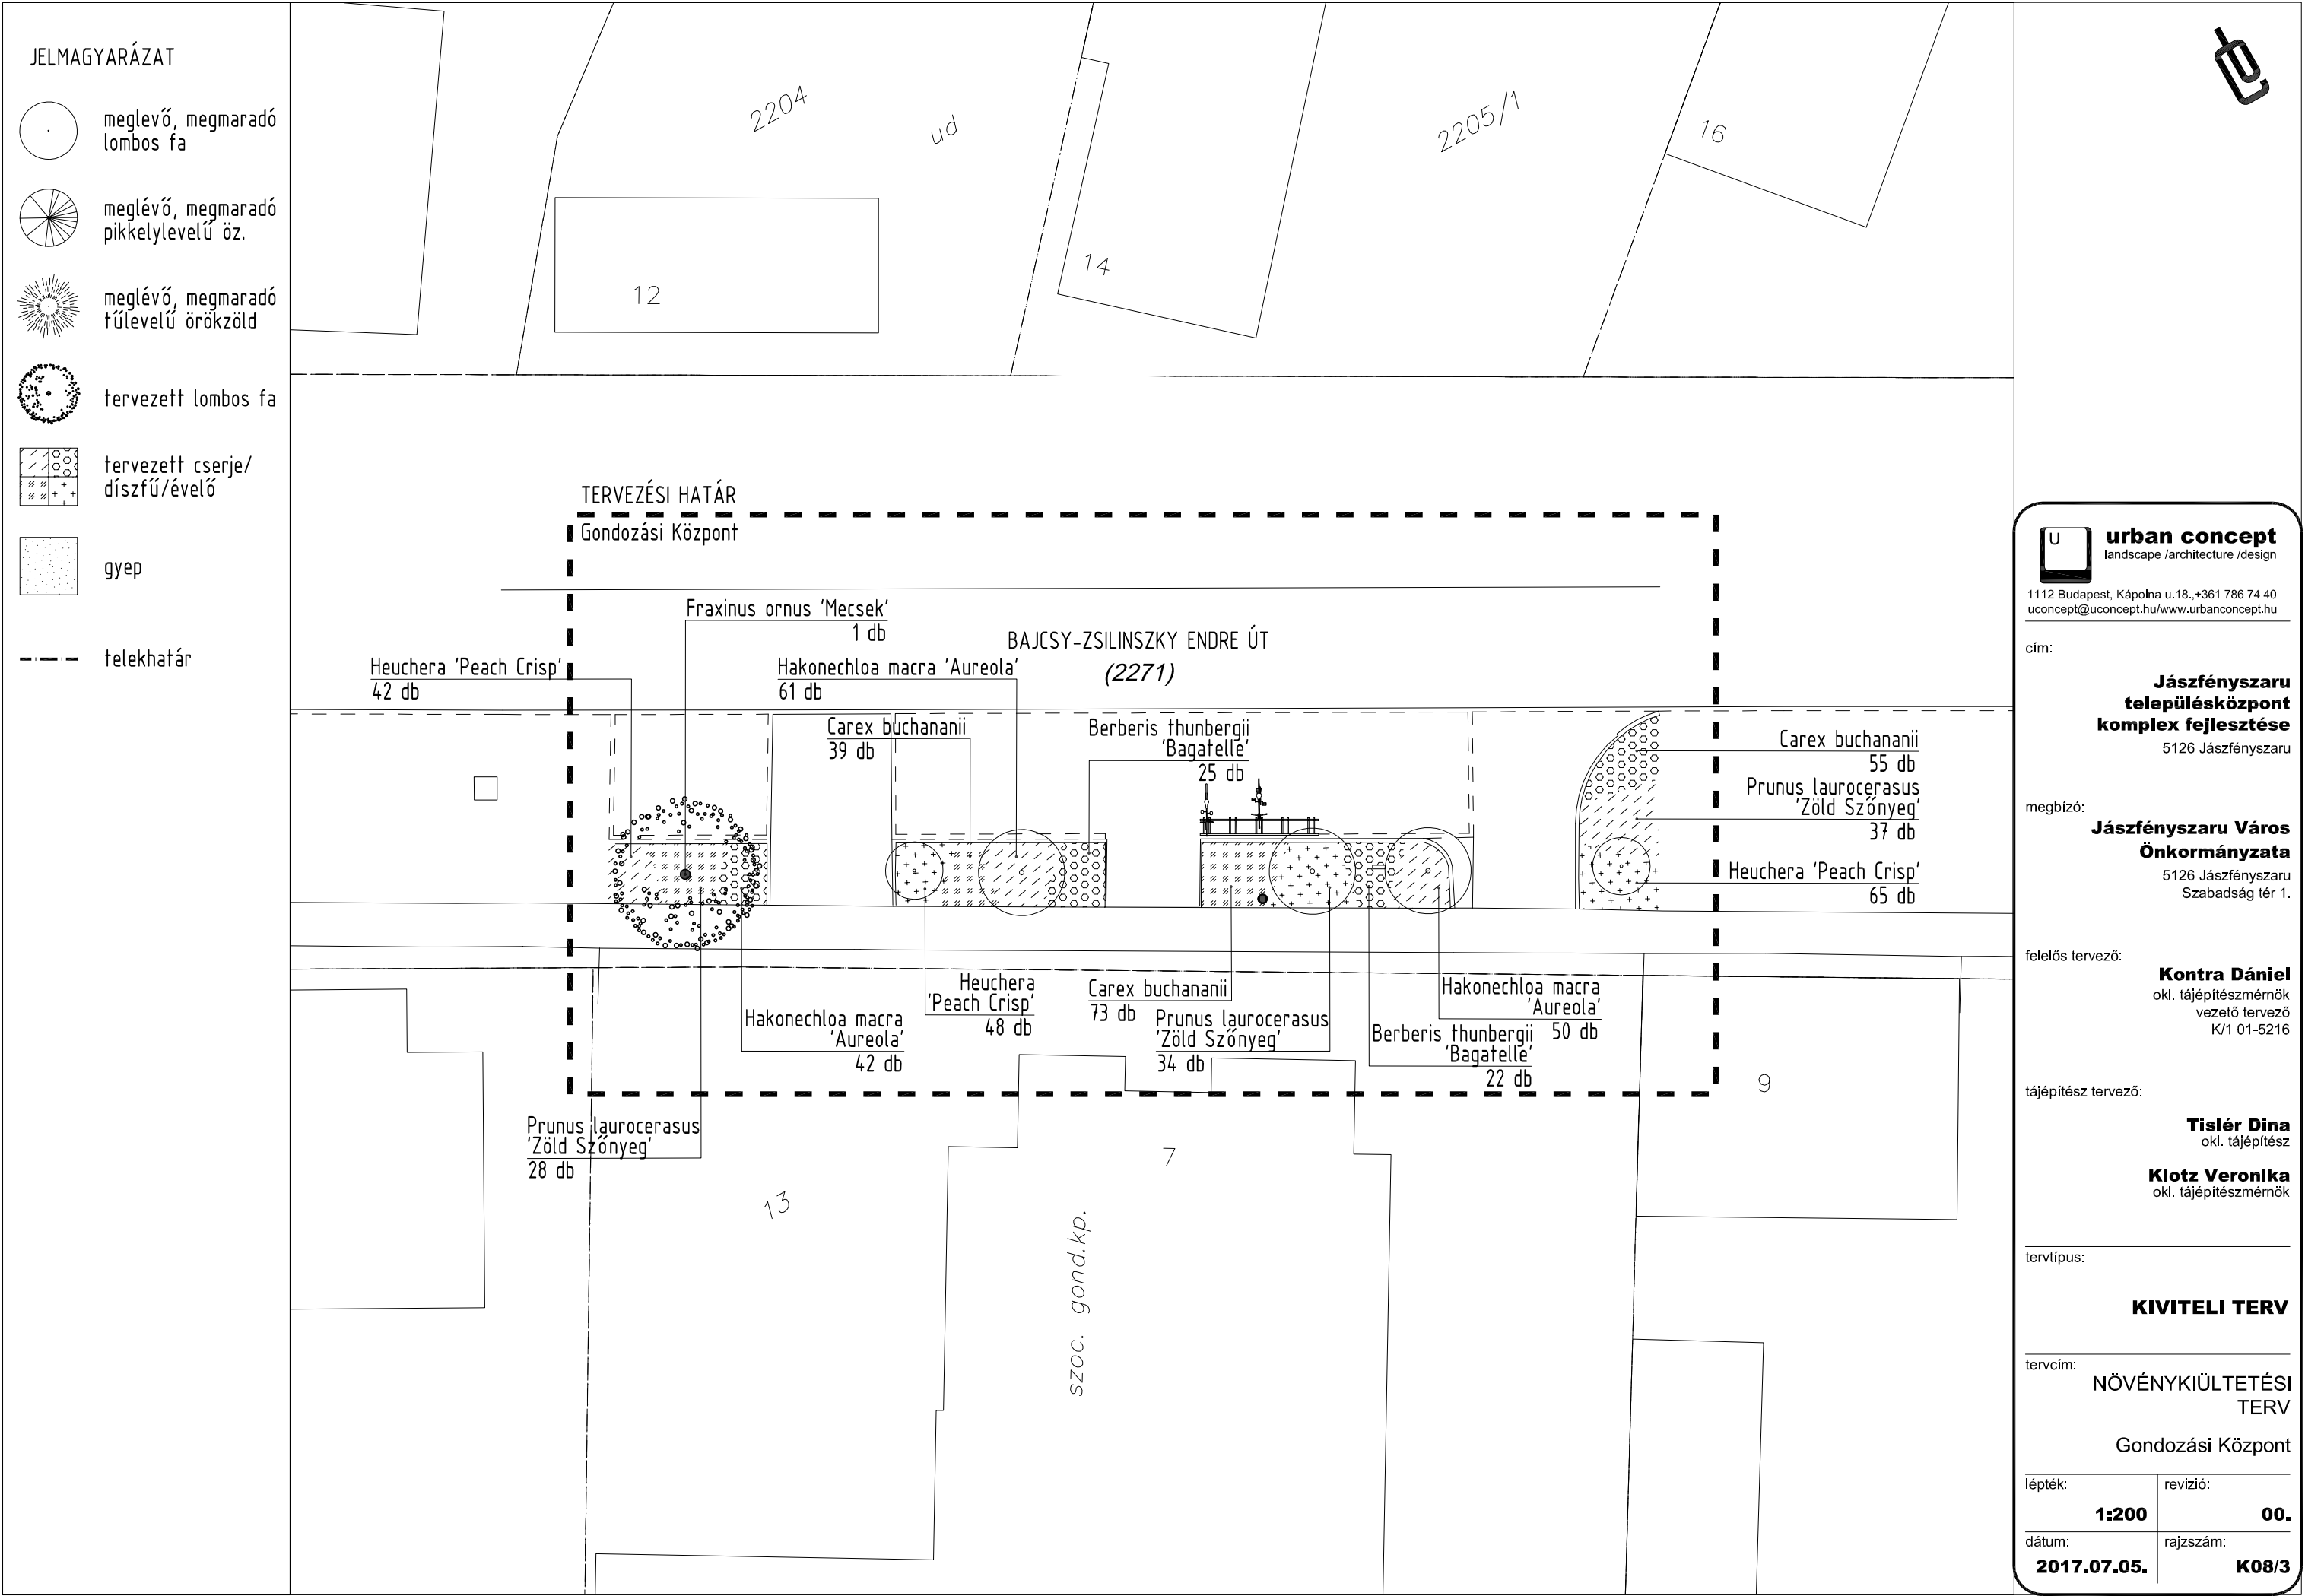 JELMAGYARÁZAT
meglevő, megmaradó
lombos fa
meglévő, megmaradó
pikkelylevelű öz.
meglévő, megmaradó
tűlevelű örökzöld
tervezett lombos fa
tervezett cserje/
díszfű/évelő
gyep
telekhatár
2204
ud
2205/1
16
14
12
TERVEZÉSI HATÁR
Gondozási Központ
Fraxinus ornus 'Mecsek'
1 db
BAJCSY-ZSILINSZKY ENDRE ÚT
(2271)
Heuchera 'Peach Crisp'
42 db
Hakonechloa macra 'Aureola'
61 db
Carex buchananii
39 db
Berberis thunbergii
'Bagatelle'
25 db
Carex buchananii
55 db
Prunus laurocerasus
'Zöld Szőnyeg'
37 db
Heuchera 'Peach Crisp'
65 db
Heuchera
'Peach Crisp'
48 db
Carex buchananii
73 db
Hakonechloa macra
'Aureola'
50 db
Hakonechloa macra
'Aureola'
42 db
Prunus laurocerasus
'Zöld Szőnyeg'
34 db
Berberis thunbergii
'Bagatelle'
22 db
Prunus laurocerasus
'Zöld Szőnyeg'
28 db
9
7
13
szoc. gond.kp.
U
urban concept
landscape /architecture /design
1112 Budapest, Kápolna u.18.,+361 786 74 40
uconcept@uconcept.hu/www.urbanconcept.hu
cím:
Jászfényszaru
településközpont
komplex fejlesztése
5126 Jászfényszaru
megbízó:
Jászfényszaru Város
Önkormányzata
5126 Jászfényszaru
Szabadság tér 1.
felelős tervező:
Kontra Dániel
okl. tájépítészmérnök
vezető tervező
K/1 01-5216
tájépítész tervező:
Tislér Dina
okl. tájépítész
Klotz Veronika
okl. tájépítészmérnök
tervtípus:
KIVITELI TERV
tervcím:
NÖVÉNYKIÜLTETÉSI
TERV
Gondozási Központ
lépték:
1:200
revizió:
00.
dátum:
2017.07.05.
rajzszám:
K08/3